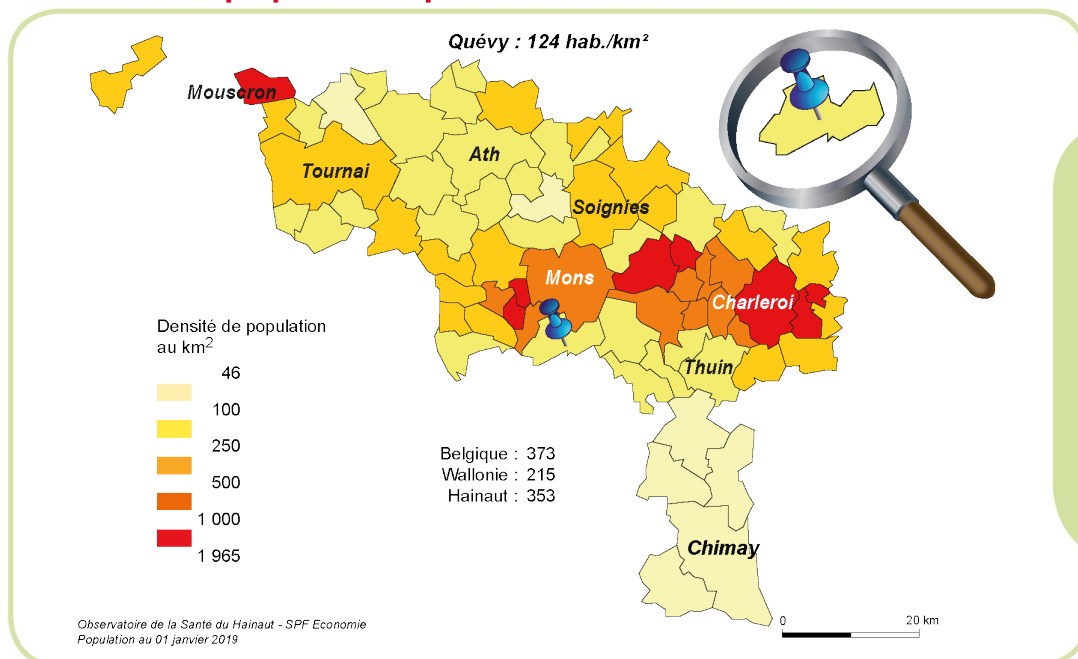 Quévy : 124 hab./km²
Mouscron
Ath
Tournai
Soignies
Mons
Charleroi
Densité de population
au km²
46
100
250
500
1 000
1 965
Thuin
Belgique : 373
Wallonie : 215
Hainaut : 353
Chimay
0 20 km
Observatoire de la Santé du Hainaut - SPF Economie
Population au 01 janvier 2019